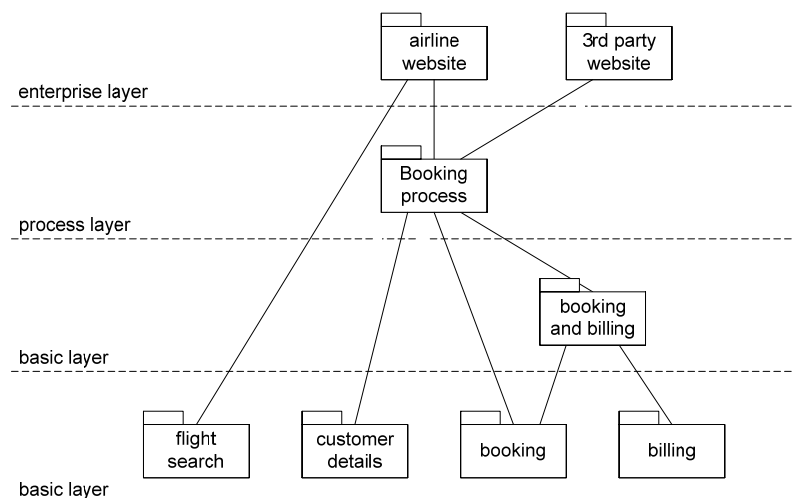 airline
website
3rd party
website
enterprise layer
Booking
process
process layer
booking
and billing
basic layer
flight
search
customer
details
booking
billing
basic layer